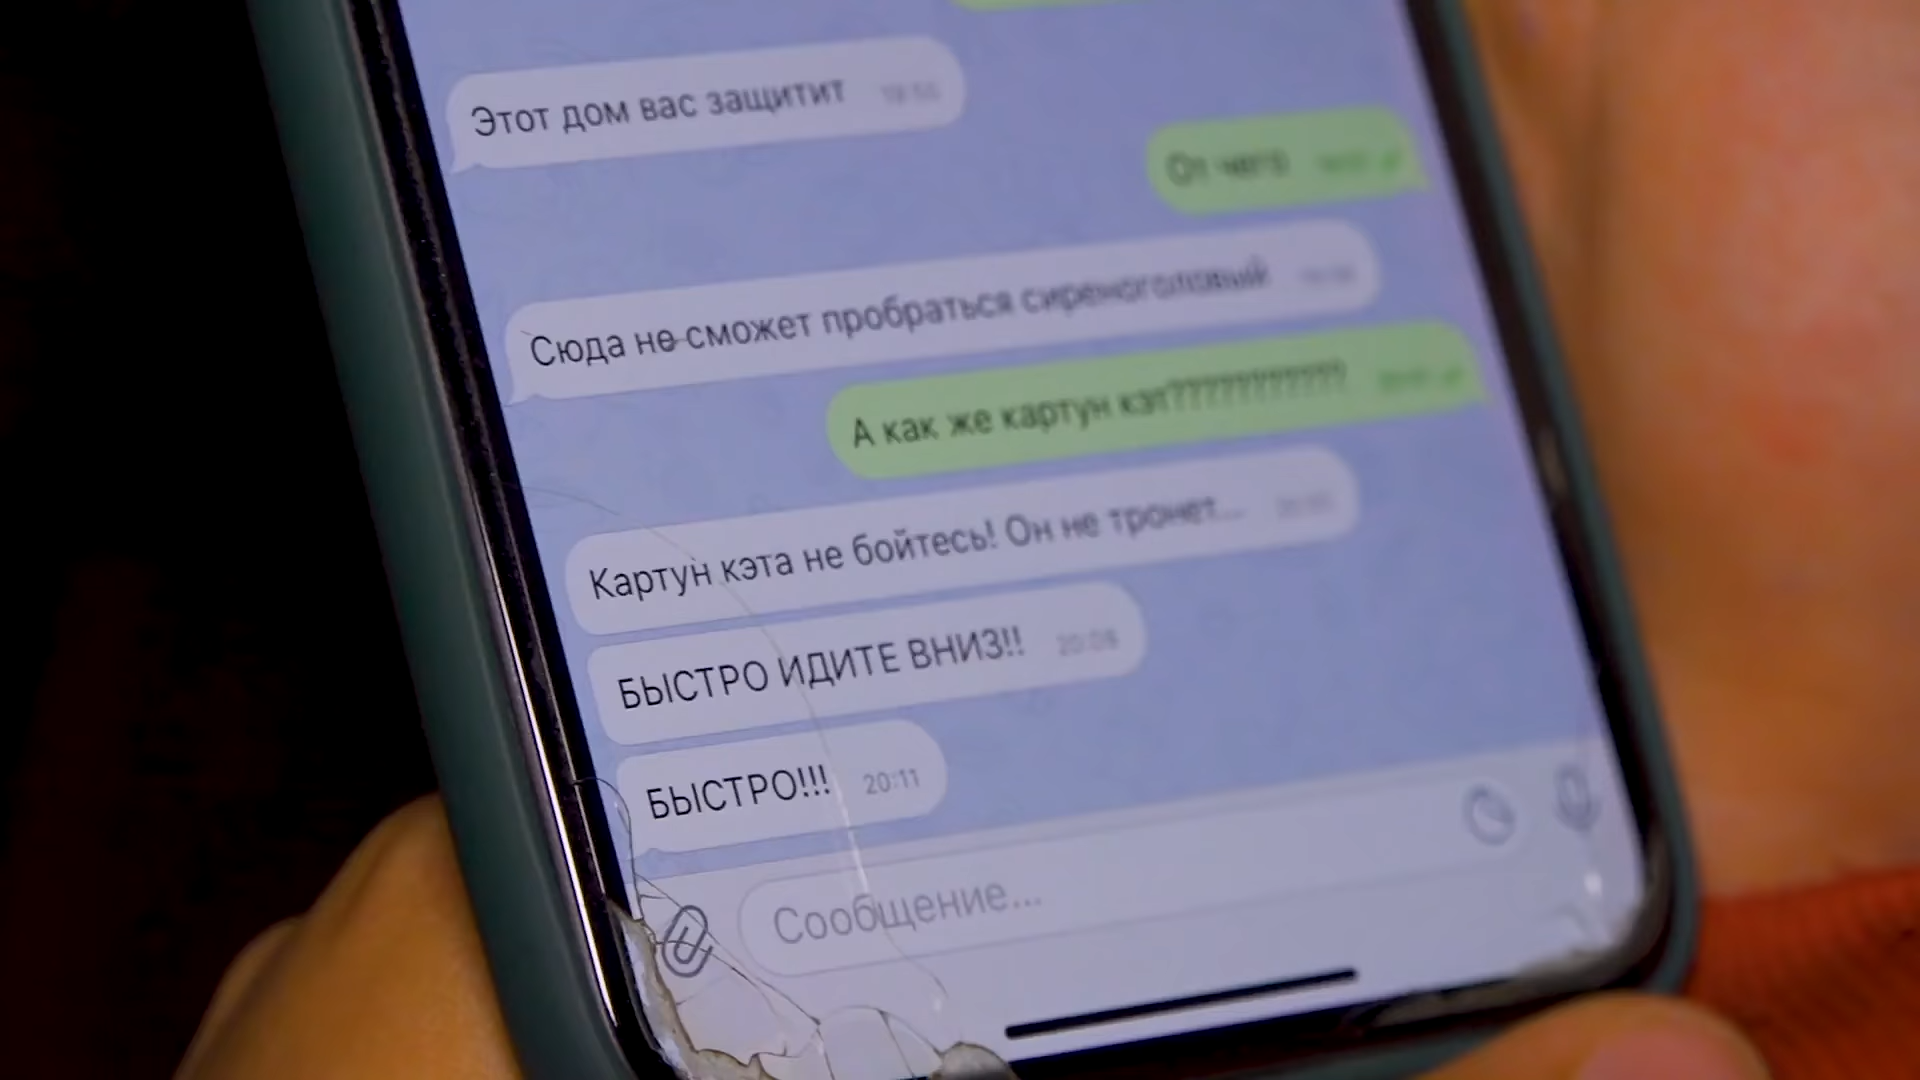 Этот дом вас защитит
От чего
Сюда не сможет пробраться сиреноголовый
А как же картун кэт???????????
Картун кэта не бойтесь! Он не тронет...
БЫСТРО ИДИТЕ ВНИЗ!!
БЫСТРО!!! 20:11
Сообщение...